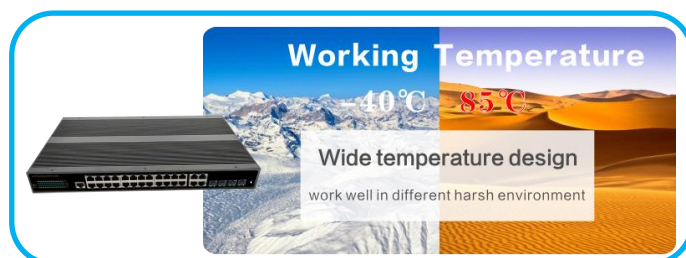 Working Temperature
-40℃ 85℃
Wide temperature design
work well in different harsh environment